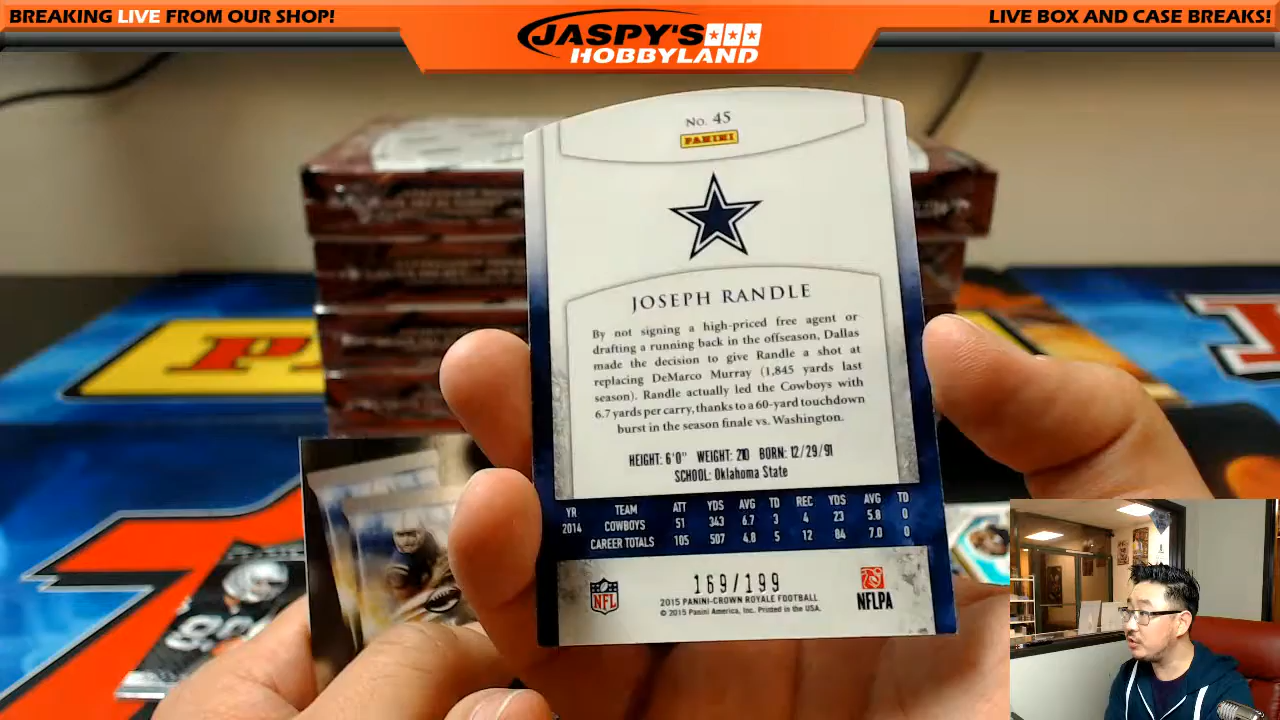 BREAKING LIVE FROM OUR SHOP!
JASPY'S
HOBBYLAND
LIVE BOX AND CASE BREAKS!
No. 45
PANINI
JOSEPH RANDLE
By not signing a high-priced free agent or
drafting a running back in the offseason, Dallas
made the decision to give Randle a shot at
replacing DeMarco Murray (1,845 yards last
season). Randle actually led the Cowboys with
6.7 yards per carry, thanks to a 60-yard touchdown
burst in the season finale vs. Washington.
HEIGHT: 6'0" WEIGHT: 210 BORN: 12/29/91
SCHOOL: Oklahoma State
YR TEAM ATT YDS AVG TD REC YDS AVG TD
2014 COWBOYS 51 343 6.7 3 4 23 5.8 0
CAREER TOTALS 105 507 4.8 5 12 84 7.0 0
169/199
NFL
2015 PANINI-CROWN ROYALE FOOTBALL
© 2015 Panini America, Inc. Printed in the USA.
NFLPA